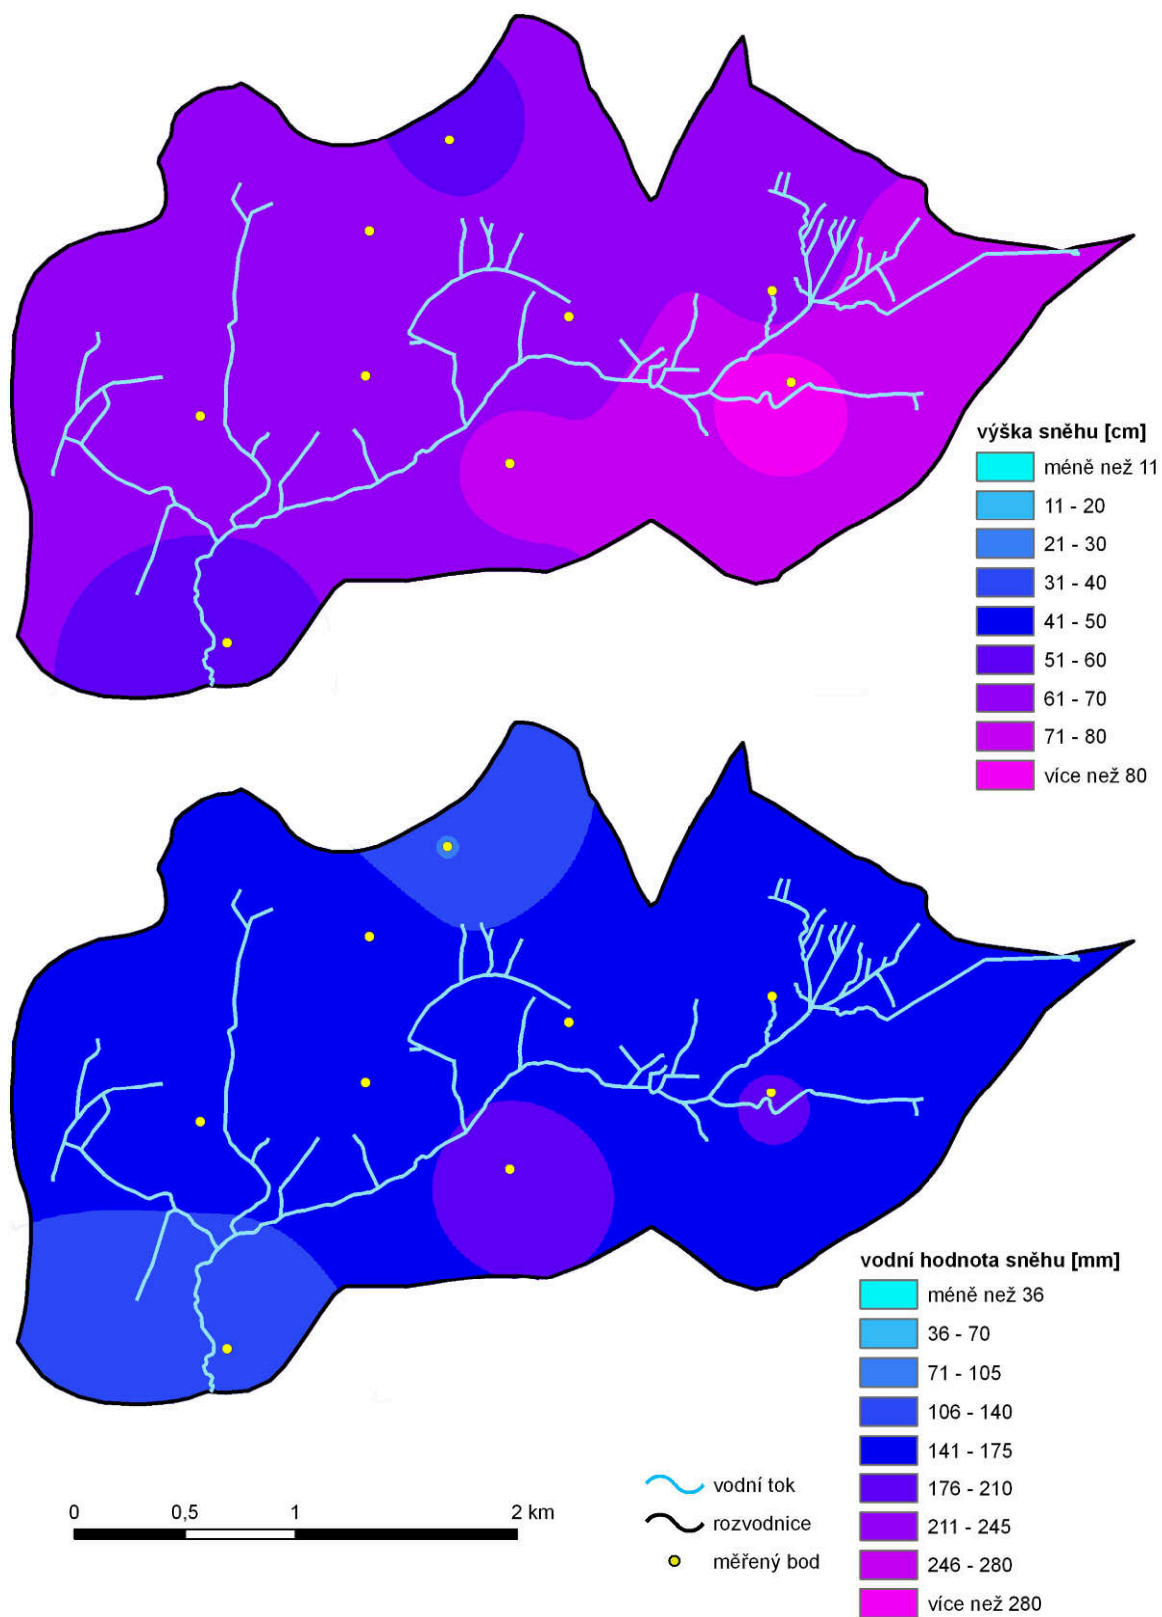 výška sněhu [cm]
méně než 11
11 - 20
21 - 30
31 - 40
41 - 50
51 - 60
61 - 70
71 - 80
více než 80
vodní hodnota sněhu [mm]
méně než 36
36 - 70
71 - 105
106 - 140
141 - 175
176 - 210
211 - 245
246 - 280
více než 280
0 0,5 1 2 km
vodní tok
rozvodnice
měřený bod